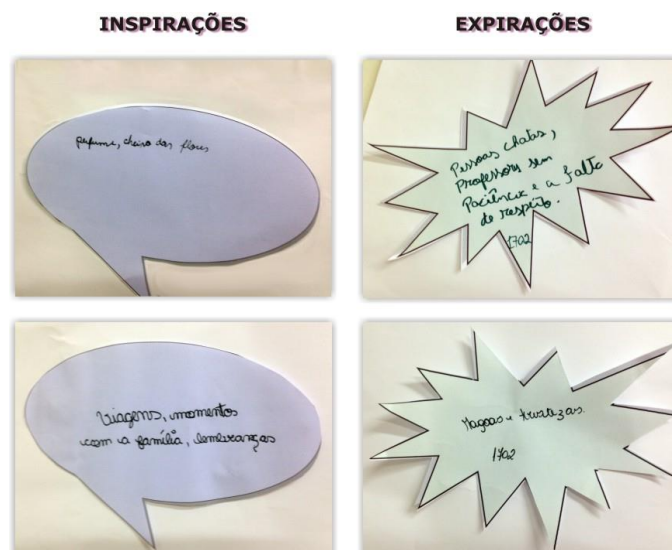 INSPIRAÇÕES
EXPIRAÇÕES
perfume, cheiro das flores
Pessoas chatas,
Professores sem
Paciência e a falta
de respeito.
1702
Viagens, momentos
com a família, lembranças
Magoas e tristezas.
1702